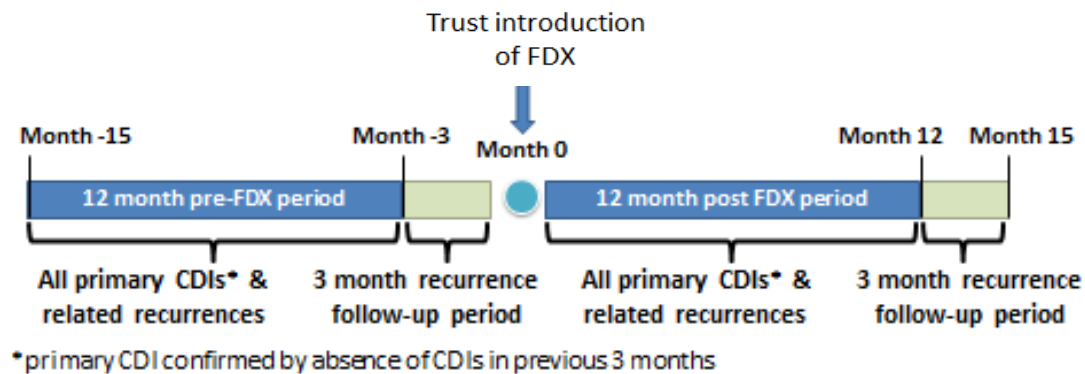 Trust introduction
of FDX
Month -15
Month -3
Month 0
Month 12
Month 15
12 month pre-FDX period
12 month post FDX period
All primary CDIs* &
related recurrences
3 month recurrence
follow-up period
All primary CDIs* &
related recurrences
3 month recurrence
follow-up period
*primary CDI confirmed by absence of CDIs in previous 3 months